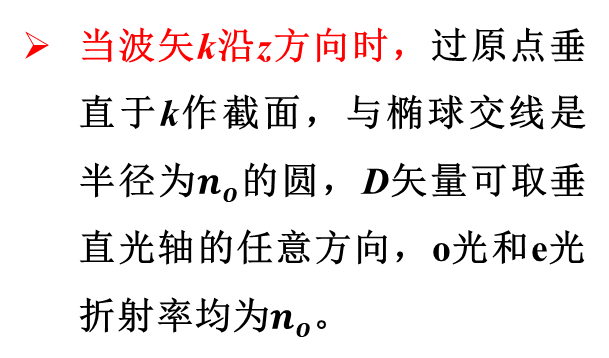 ➢ 当波矢k沿z方向时，过原点垂
直于k作截面，与椭球交线是
半径为nₒ的圆，D矢量可取垂
直光轴的任意方向，o光和e光
折射率均为nₒ。